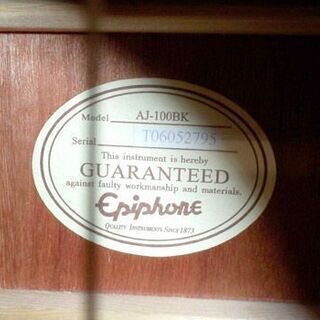 Model AJ-100BK
Serial T06052795
This instrument is hereby
GUARANTEED
against faulty workmanship and materials.
Epiphone
QUALITY INSTRUMENTS SINCE 1873